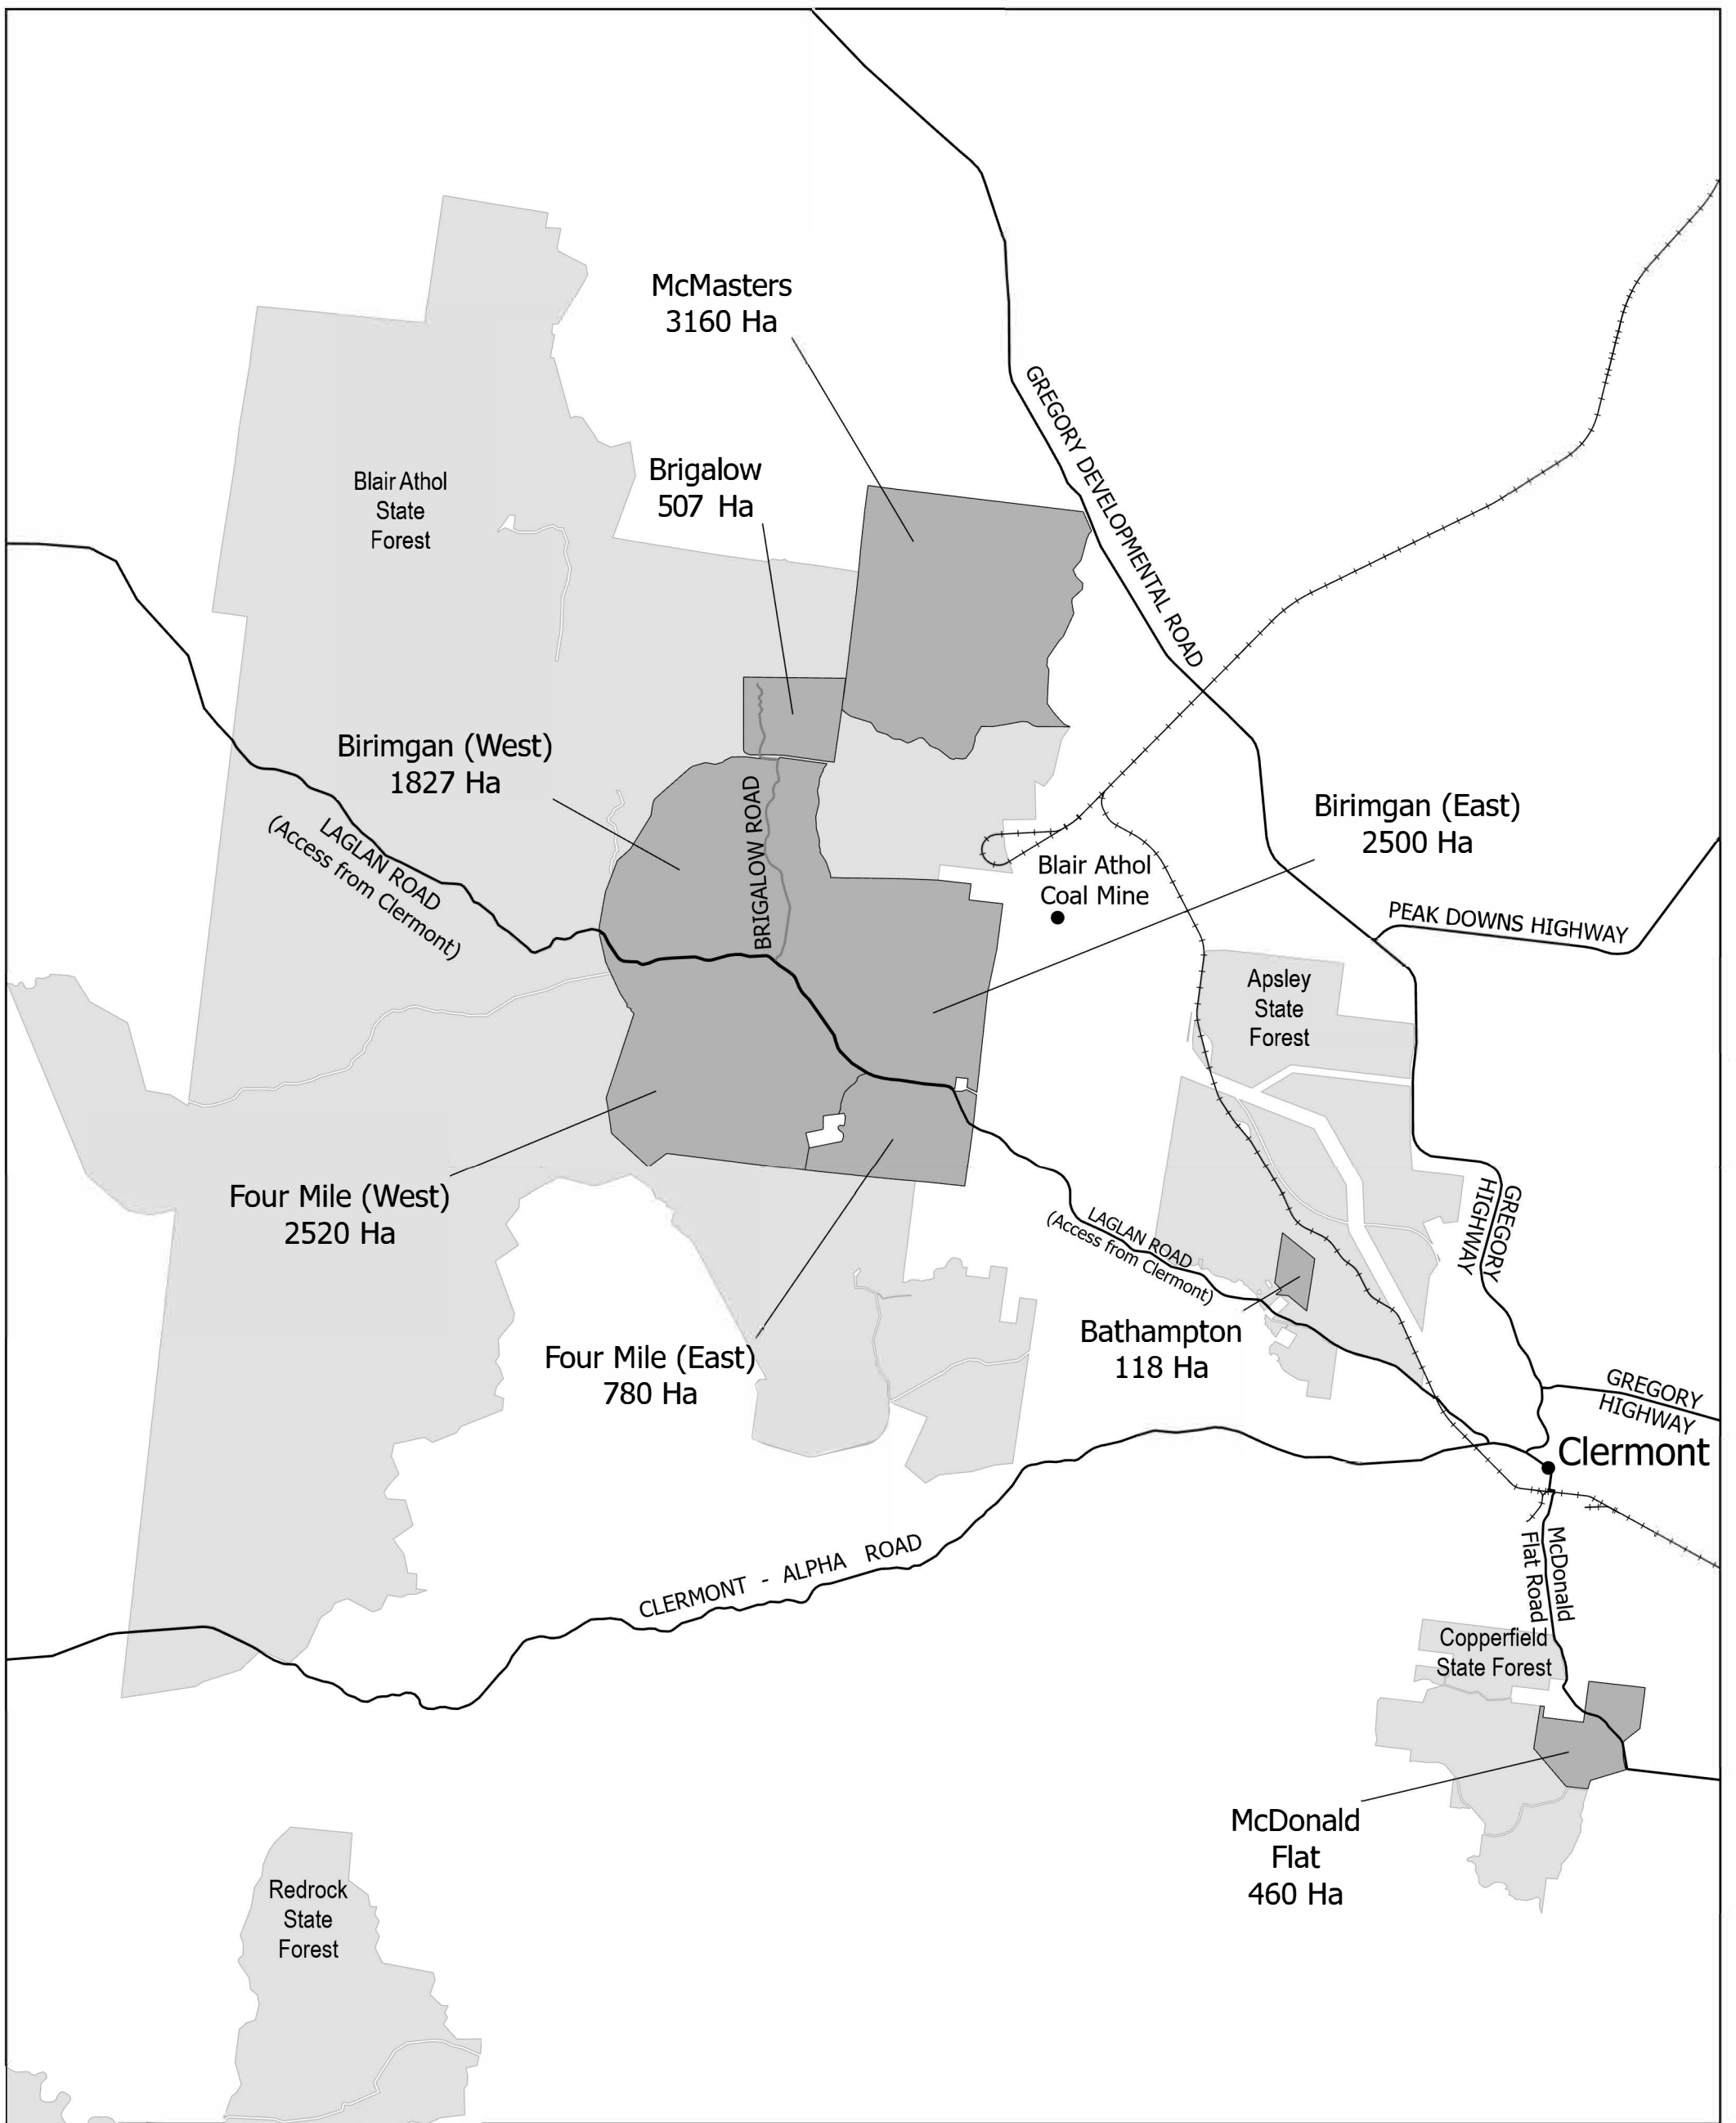 McMasters
3160 Ha
GREGORY DEVELOPMENTAL ROAD
Brigalow
507 Ha
Blair Athol
State
Forest
Birimgan (West)
1827 Ha
BRIGALOW ROAD
Birimgan (East)
2500 Ha
LAGLAN ROAD
(Access from Clermont)
Blair Athol
Coal Mine
PEAK DOWNS HIGHWAY
Apsley
State
Forest
Four Mile (West)
2520 Ha
GREGORY
HIGHWAY
LAGLAN ROAD
(Access from Clermont)
Bathampton
118 Ha
Four Mile (East)
780 Ha
GREGORY
HIGHWAY
Clermont
CLERMONT - ALPHA ROAD
McDonald
Flat Road
Copperfield
State Forest
McDonald
Flat
460 Ha
Redrock
State
Forest